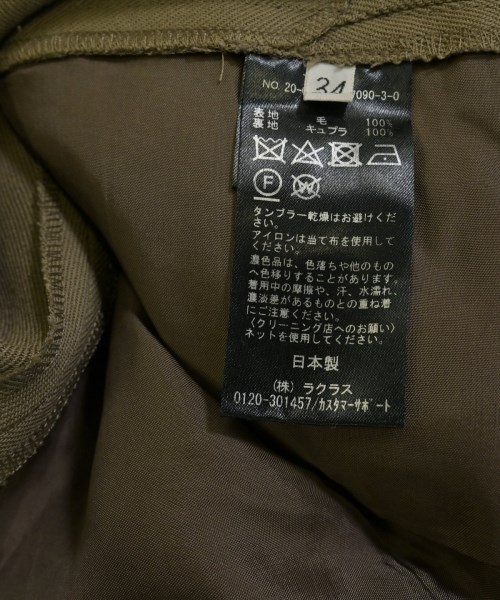 34
NO. 20- 7090-3-0
表地 毛 100%
裏地 キュプラ 100%
F W
タンブラー乾燥はお避けくだ
さい。
アイロンは当て布を使用して
ください。
濃色品は、色落ちや他のもの
へ色移りすることがあります。
着用中の摩擦や、汗、水濡れ、
濃淡差があるものとの重ね着
にご注意ください。
〈クリーニング店へのお願い〉
ネットを使用してください。
日本製
(株) ラクラス
0120-301457/カスタマーサポート